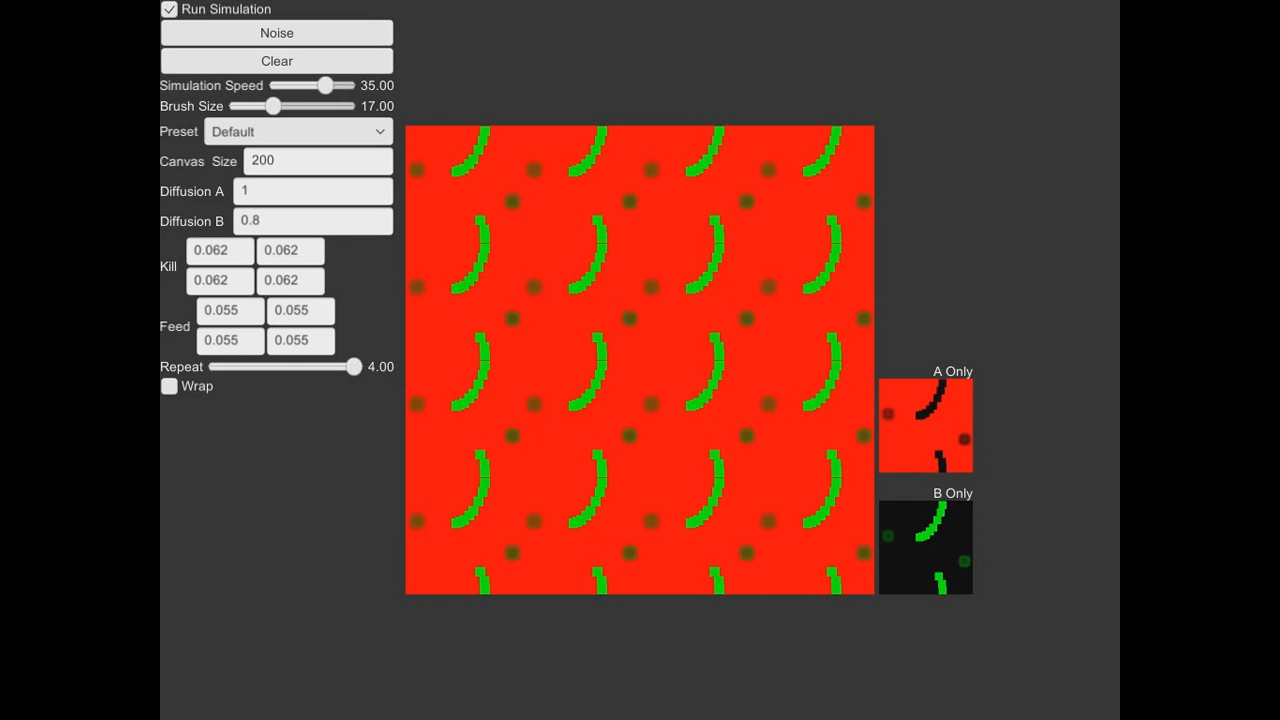 Run Simulation
Noise
Clear
Simulation Speed 35.00
Brush Size 17.00
Preset Default
Canvas Size 200
Diffusion A 1
Diffusion B 0.8
Kill
0.062 0.062
0.062 0.062
Feed
0.055 0.055
0.055 0.055
Repeat 4.00
Wrap
A Only
B Only